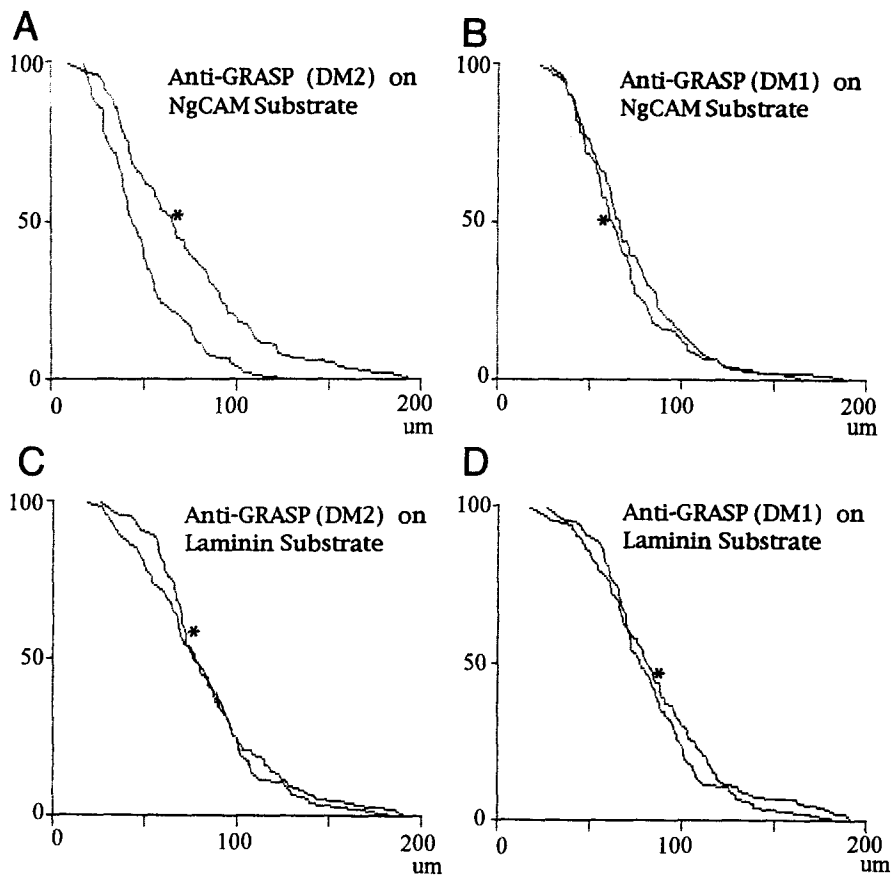 A
B
Anti-GRASP (DM2) on
NgCAM Substrate
Anti-GRASP (DM1) on
NgCAM Substrate
100
50
0
0
100
200
um
*
100
50
0
0
100
200
um
*
C
D
Anti-GRASP (DM2) on
Laminin Substrate
Anti-GRASP (DM1) on
Laminin Substrate
100
50
0
0
100
200
um
*
100
50
0
0
100
200
um
*